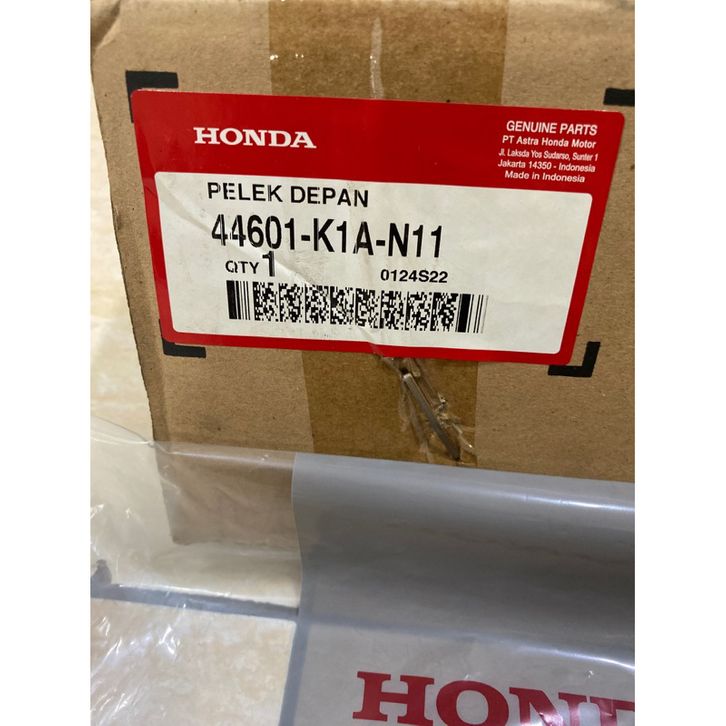 HONDA
GENUINE PARTS
PT Astra Honda Motor
Jl. Laksda Yos Sudarso, Sunter 1
Jakarta 14350 - Indonesia
Made in Indonesia
PELEK DEPAN
44601-K1A-N11
QTY 1
0124S22
HONDA